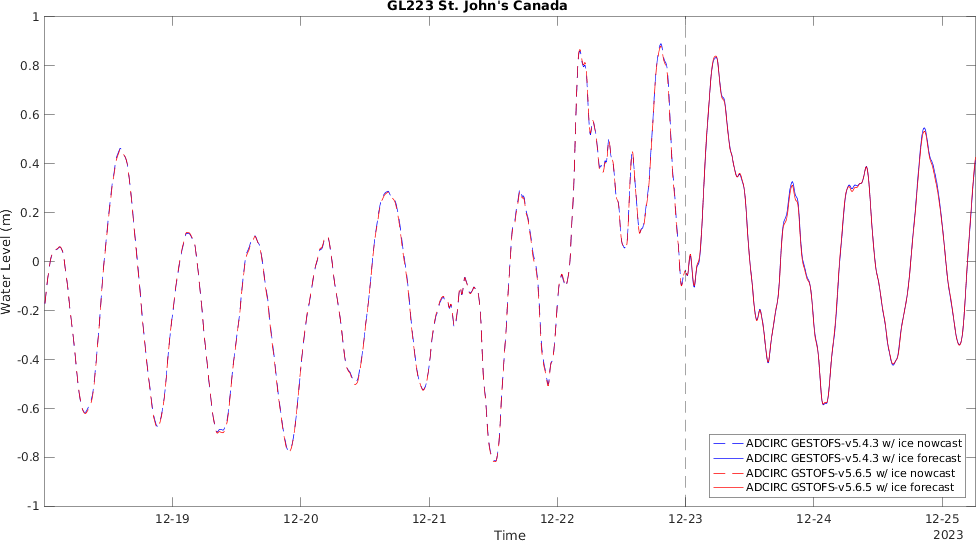 GL223 St. John's Canada
1
0.8
0.6
0.4
0.2
0
-0.2
-0.4
-0.6
-0.8
-1
Water Level (m)
ADCIRC GESTOFS-v5.4.3 w/ ice nowcast
ADCIRC GESTOFS-v5.4.3 w/ ice forecast
ADCIRC GSTOFS-v5.6.5 w/ ice nowcast
ADCIRC GSTOFS-v5.6.5 w/ ice forecast
12-19 12-20 12-21 12-22 12-23 12-24 12-25
Time
2023